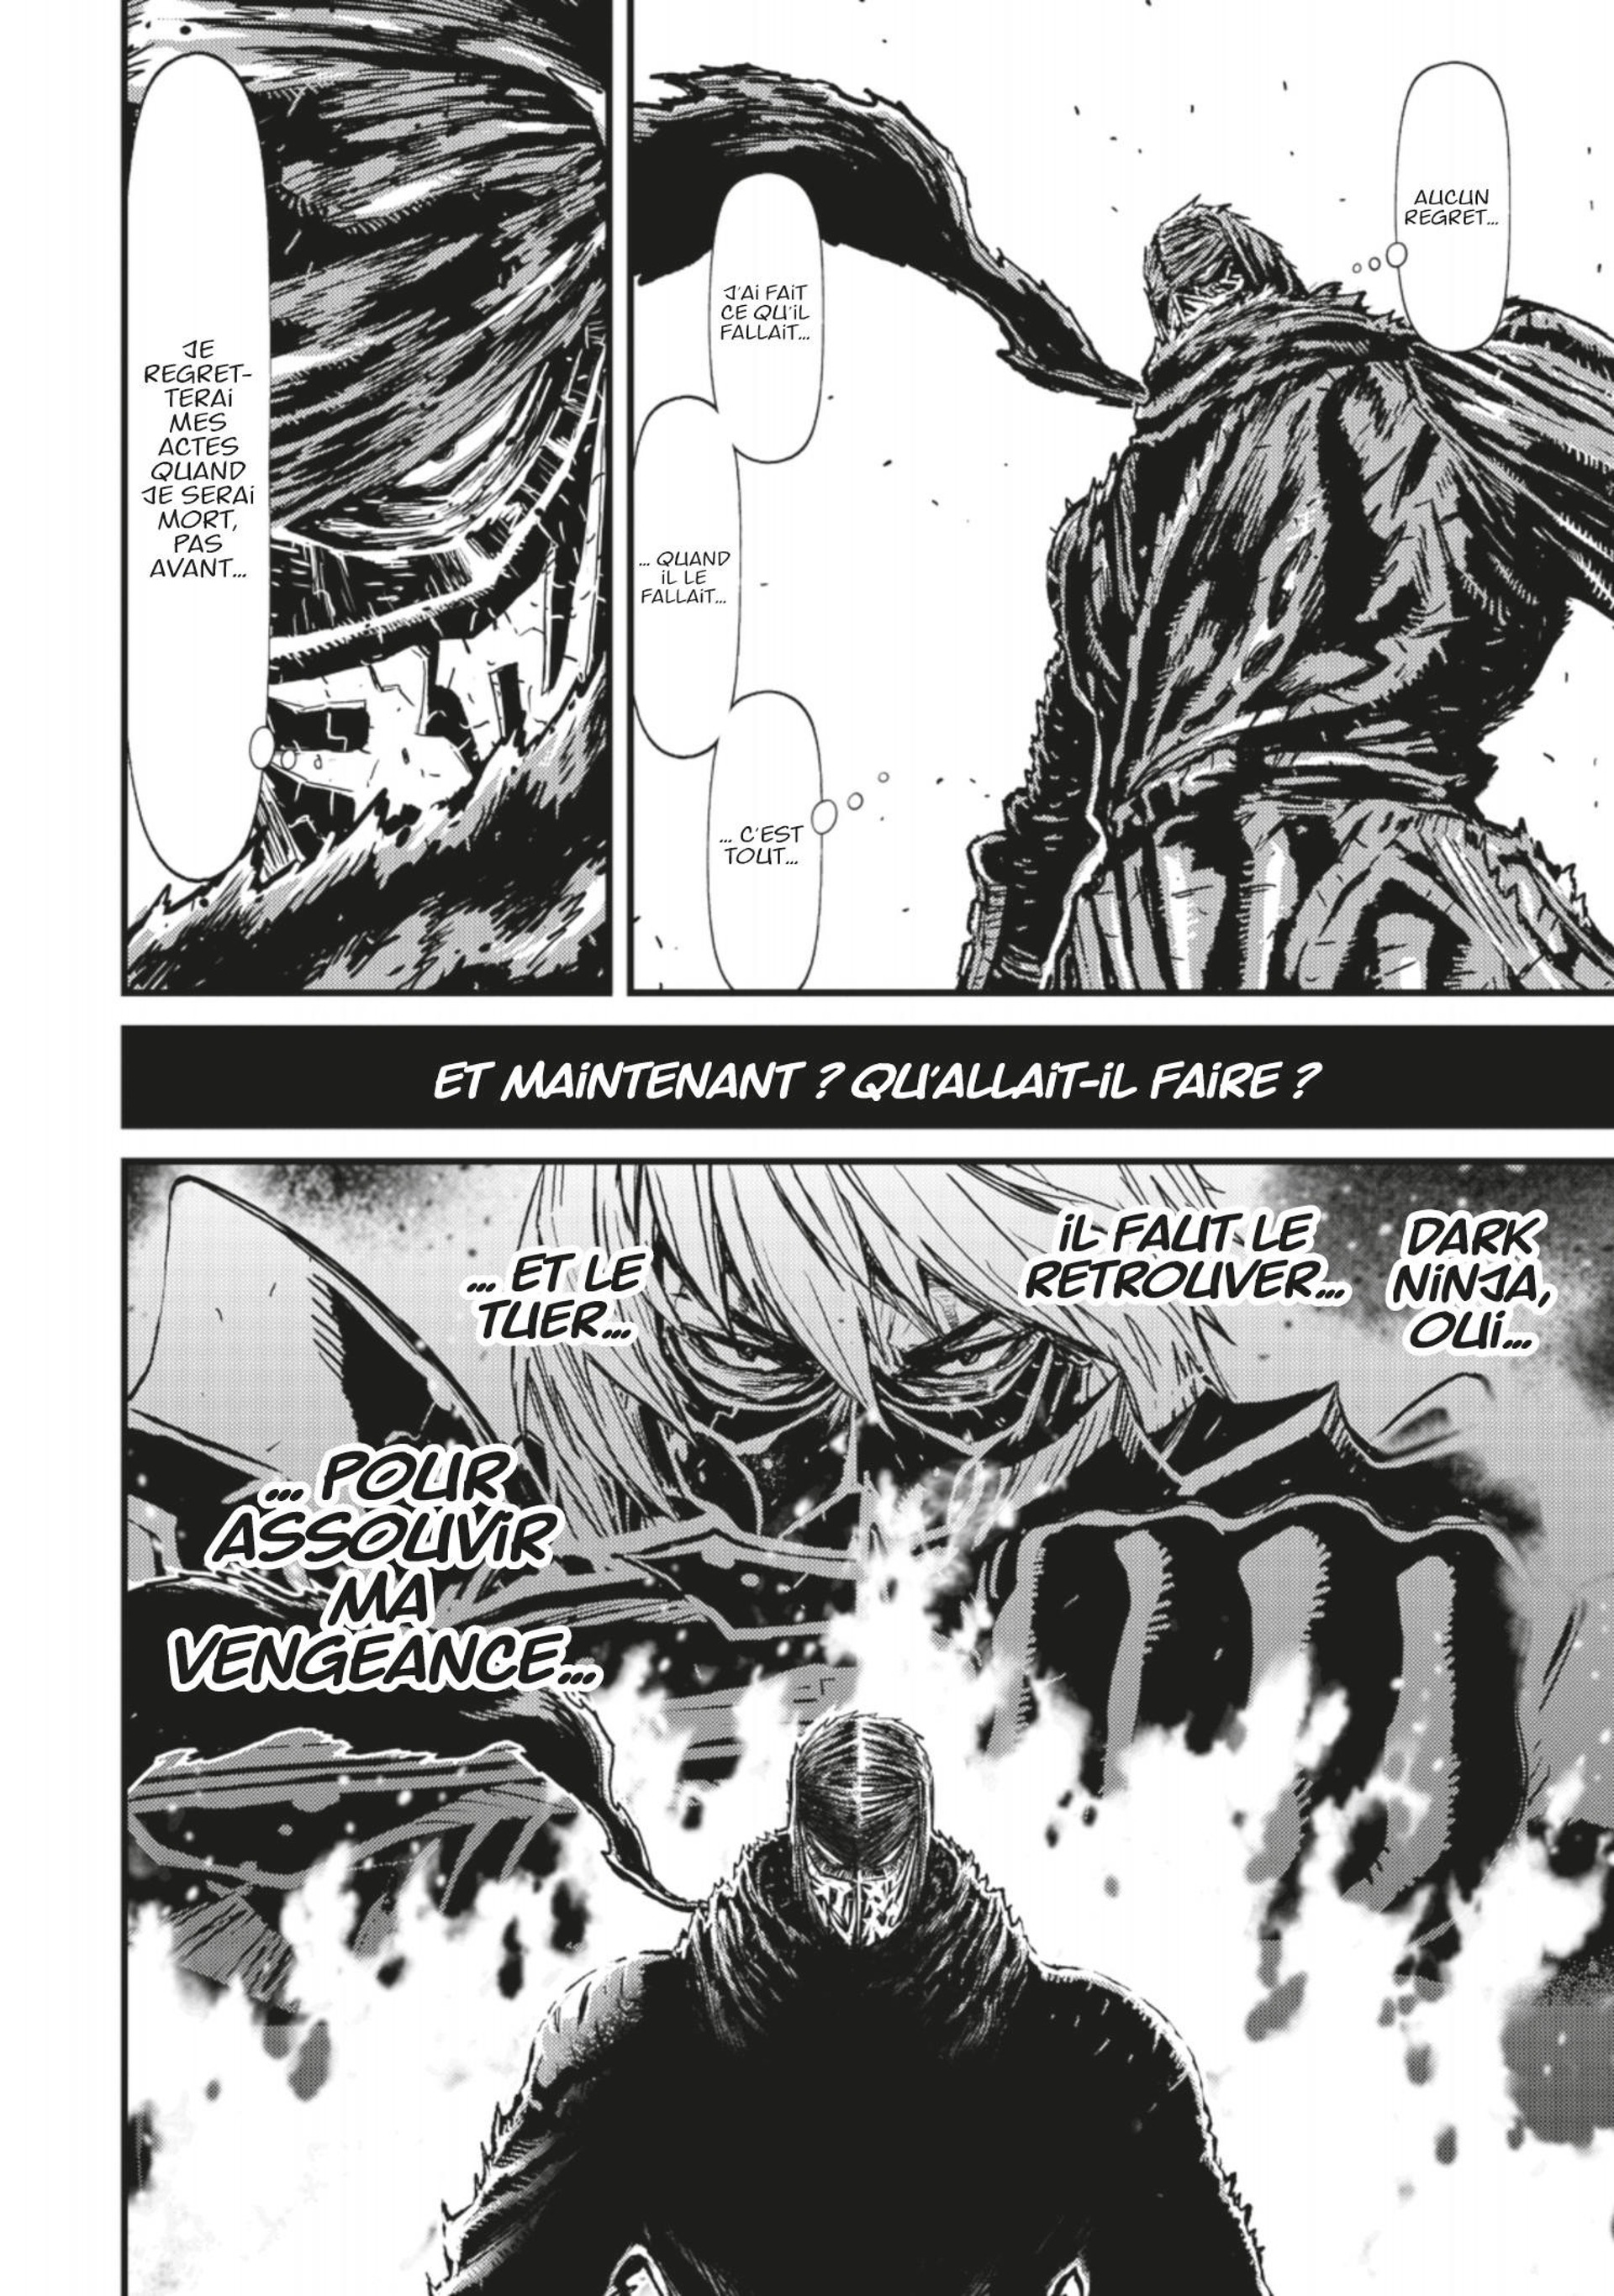 AUCUN
REGRET...
J'AI FAIT
CE QU'IL
FALLAIT...
... QUAND
IL LE
FALLAIT...
... C'EST
TOUT...
JE
REGRET-
TERAI
MES
ACTES
QUAND
JE SERAI
MORT,
PAS
AVANT...
ET MAINTENANT ? QU'ALLAIT-IL FAIRE ?
DARK
NINJA,
OUI...
IL FAUT LE
RETROUVER...
... ET LE
TUER...
... POUR
ASSOUVIR
MA
VENGEANCE...